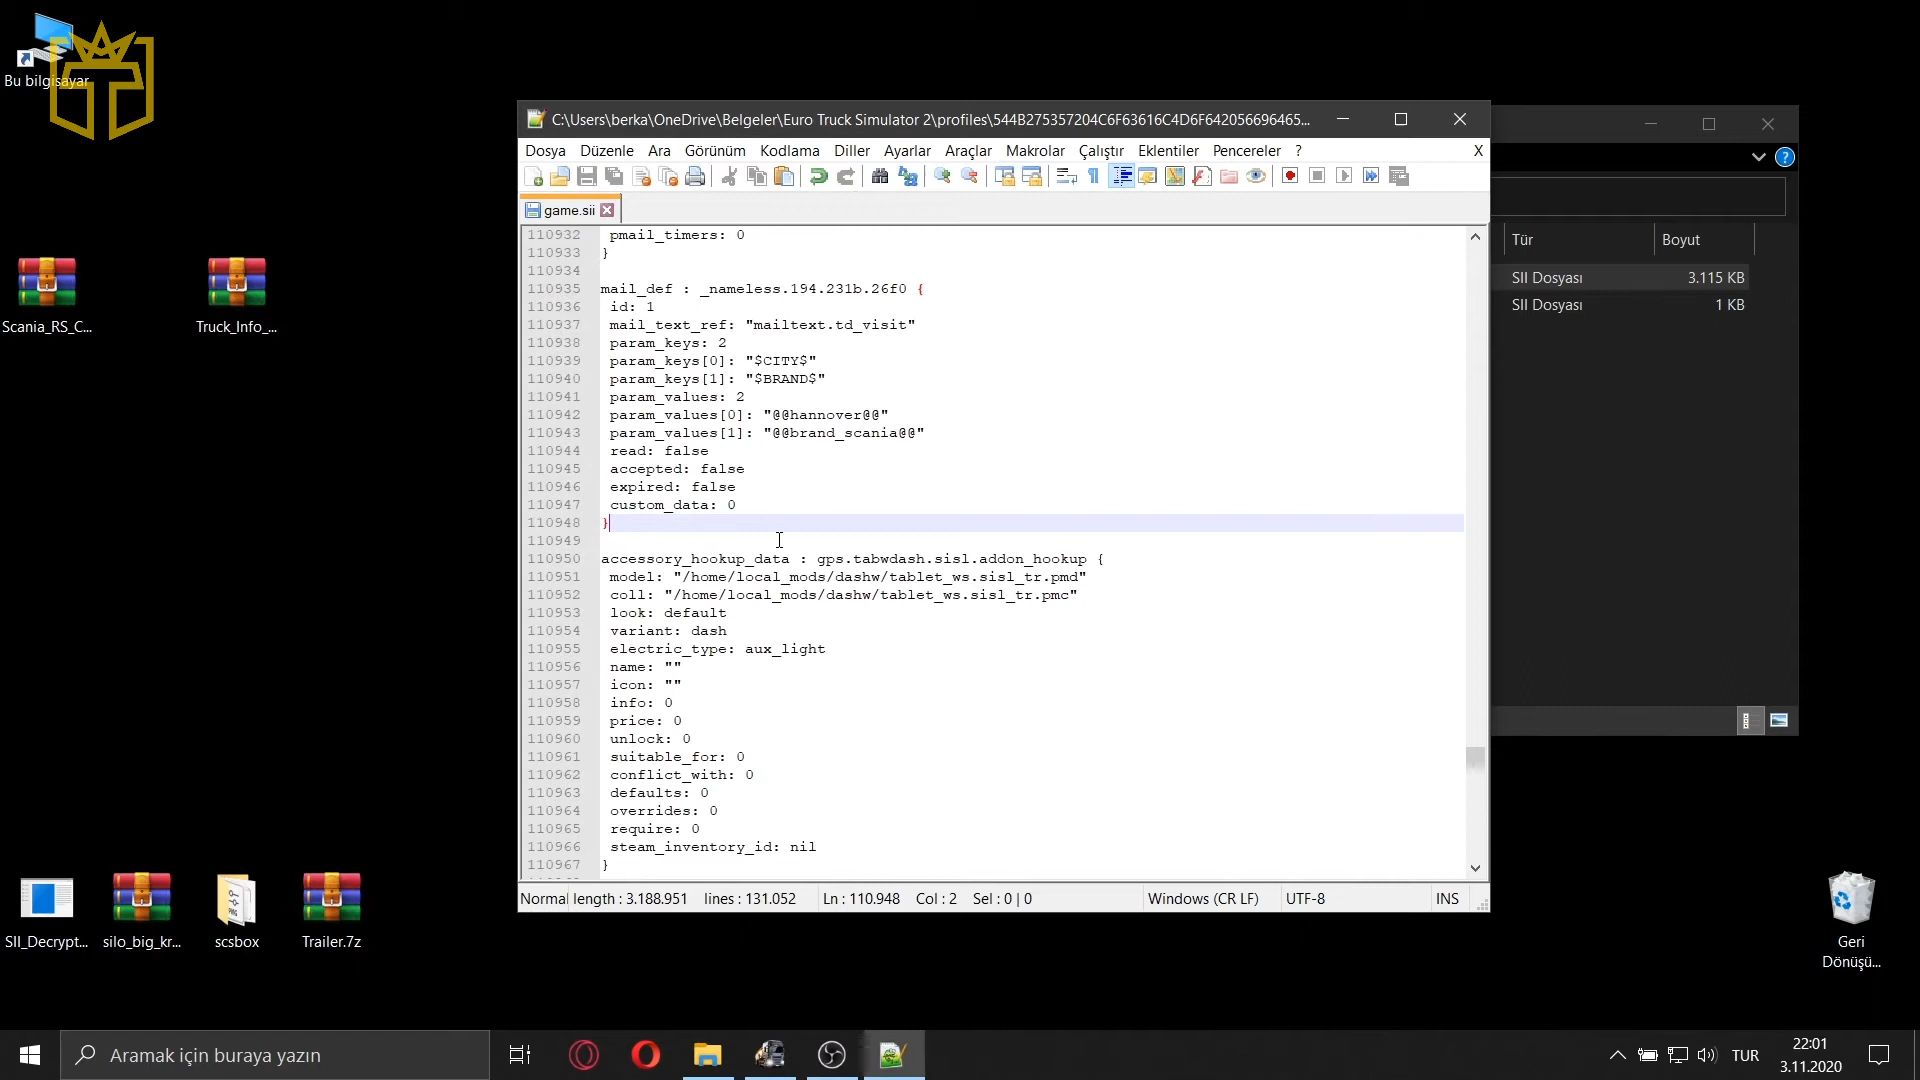 Bu bilgisayar
Scania_RS_C...
Truck_Info_...
SII_Decrypt...
silo_big_kr...
scsbox
Trailer.7z
C:\Users\berka\OneDrive\Belgeler\Euro Truck Simulator 2\profiles\544B275357204C6F63616C4D6F642056696465...
Dosya Düzenle Ara Görünüm Kodlama Diller Ayarlar Araçlar Makrolar Çalıştır Eklentiler Pencereler ? X
game.sii
110932 pmail_timers: 0
110933 }
110934
110935 mail_def : _nameless.194.231b.26f0 {
110936 id: 1
110937 mail_text_ref: "mailtext.td_visit"
110938 param_keys: 2
110939 param_keys[0]: "$CITY$"
110940 param_keys[1]: "$BRAND$"
110941 param_values: 2
110942 param_values[0]: "@@hannover@@"
110943 param_values[1]: "@@brand_scania@@"
110944 read: false
110945 accepted: false
110946 expired: false
110947 custom_data: 0
110948 }
110949
110950 accessory_hookup_data : gps.tabwdash.sisl.addon_hookup {
110951 model: "/home/local_mods/dashw/tablet_ws.sisl_tr.pmd"
110952 coll: "/home/local_mods/dashw/tablet_ws.sisl_tr.pmc"
110953 look: default
110954 variant: dash
110955 electric_type: aux_light
110956 name: ""
110957 icon: ""
110958 info: 0
110959 price: 0
110960 unlock: 0
110961 suitable_for: 0
110962 conflict_with: 0
110963 defaults: 0
110964 overrides: 0
110965 require: 0
110966 steam_inventory_id: nil
110967 }
Normal length : 3.188.951 lines : 131.052 Ln : 110.948 Col : 2 Sel : 0 | 0 Windows (CR LF) UTF-8 INS
Tür Boyut
SII Dosyası 3.115 KB
SII Dosyası 1 KB
Geri
Dönüşü...
Aramak için buraya yazın
TUR
22:01
3.11.2020